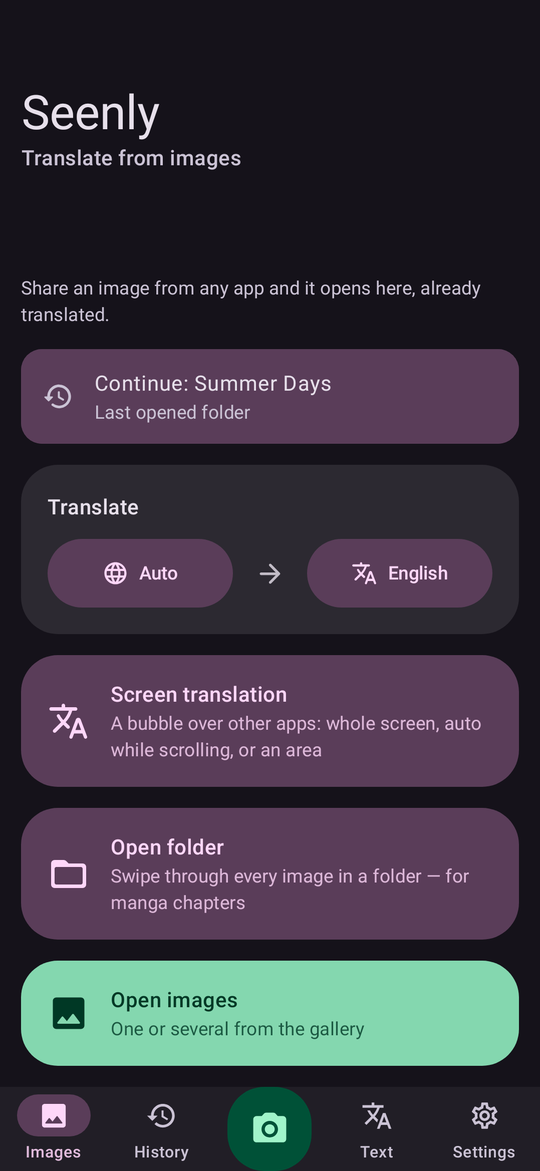 Seenly
Translate from images
Share an image from any app and it opens here, already
translated.
Continue: Summer Days
Last opened folder
Translate
Auto
English
Screen translation
A bubble over other apps: whole screen, auto
while scrolling, or an area
Open folder
Swipe through every image in a folder — for
manga chapters
Open images
One or several from the gallery
Images
History
Text
Settings